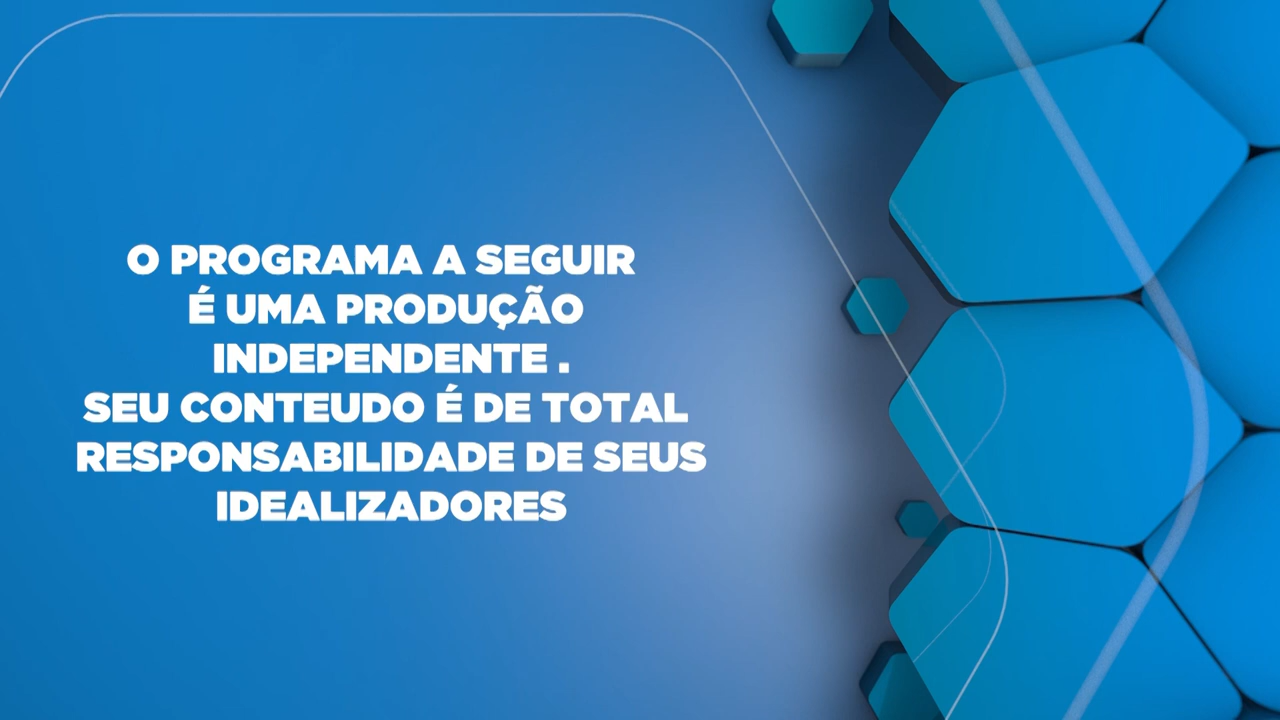 O PROGRAMA A SEGUIR
É UMA PRODUÇÃO
INDEPENDENTE .
SEU CONTEUDO É DE TOTAL
RESPONSABILIDADE DE SEUS
IDEALIZADORES